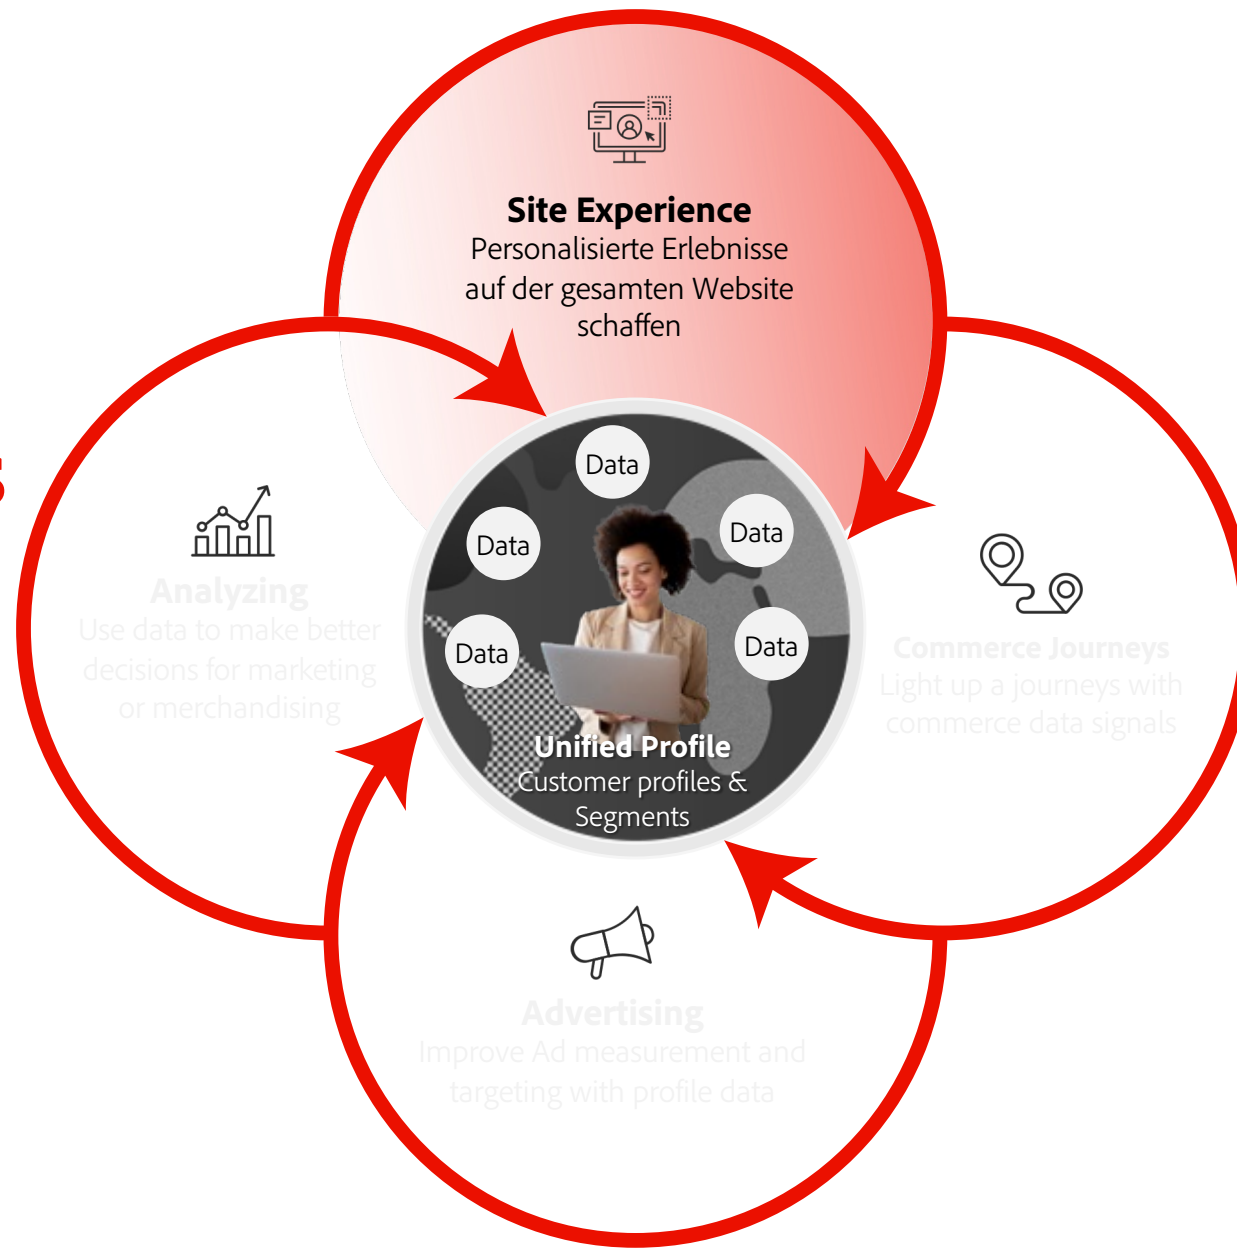 Site Experience
Personalisierte Erlebnisse
auf der gesamten Website
schaffen
Analyzing
Use data to make better
decisions for marketing
or merchandising
Data
Data
Data
Data
Data
Unified Profile
Customer profiles &
Segments
Commerce Journeys
Light up a journeys with
commerce data signals
Advertising
Improve Ad measurement and
targeting with profile data